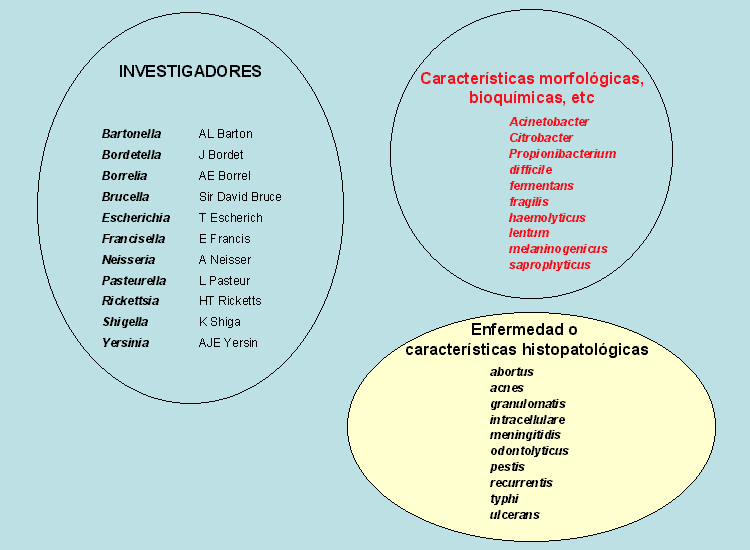 INVESTIGADORES
Bartonella AL Barton
Bordetella J Bordet
Borrelia AE Borrel
Brucella Sir David Bruce
Escherichia T Escherich
Francisella E Francis
Neisseria A Neisser
Pasteurella L Pasteur
Rickettsia HT Ricketts
Shigella K Shiga
Yersinia AJE Yersin
Características morfológicas,
bioquímicas, etc
Acinetobacter
Citrobacter
Propionibacterium
difficile
fermentans
fragilis
haemolyticus
lentum
melaninogenicus
saprophyticus
Enfermedad o
características histopatológicas
abortus
acnes
granulomatis
intracellulare
meningitidis
odontolyticus
pestis
recurrentis
typhi
ulcerans